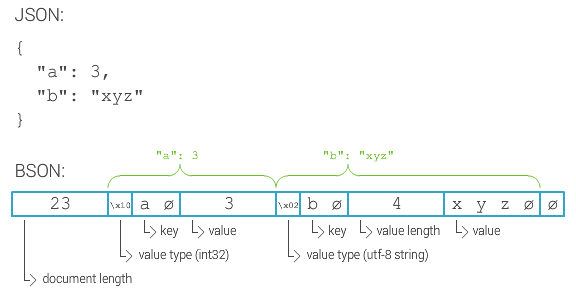 JSON:
{
"a": 3,
"b": "xyz"
}
"a": 3 "b": "xyz"
BSON:
23 \x10 a ∅ 3 \x02 b ∅ 4 x y z ∅ ∅
key value key value length value
value type (int32) value type (utf-8 string)
document length